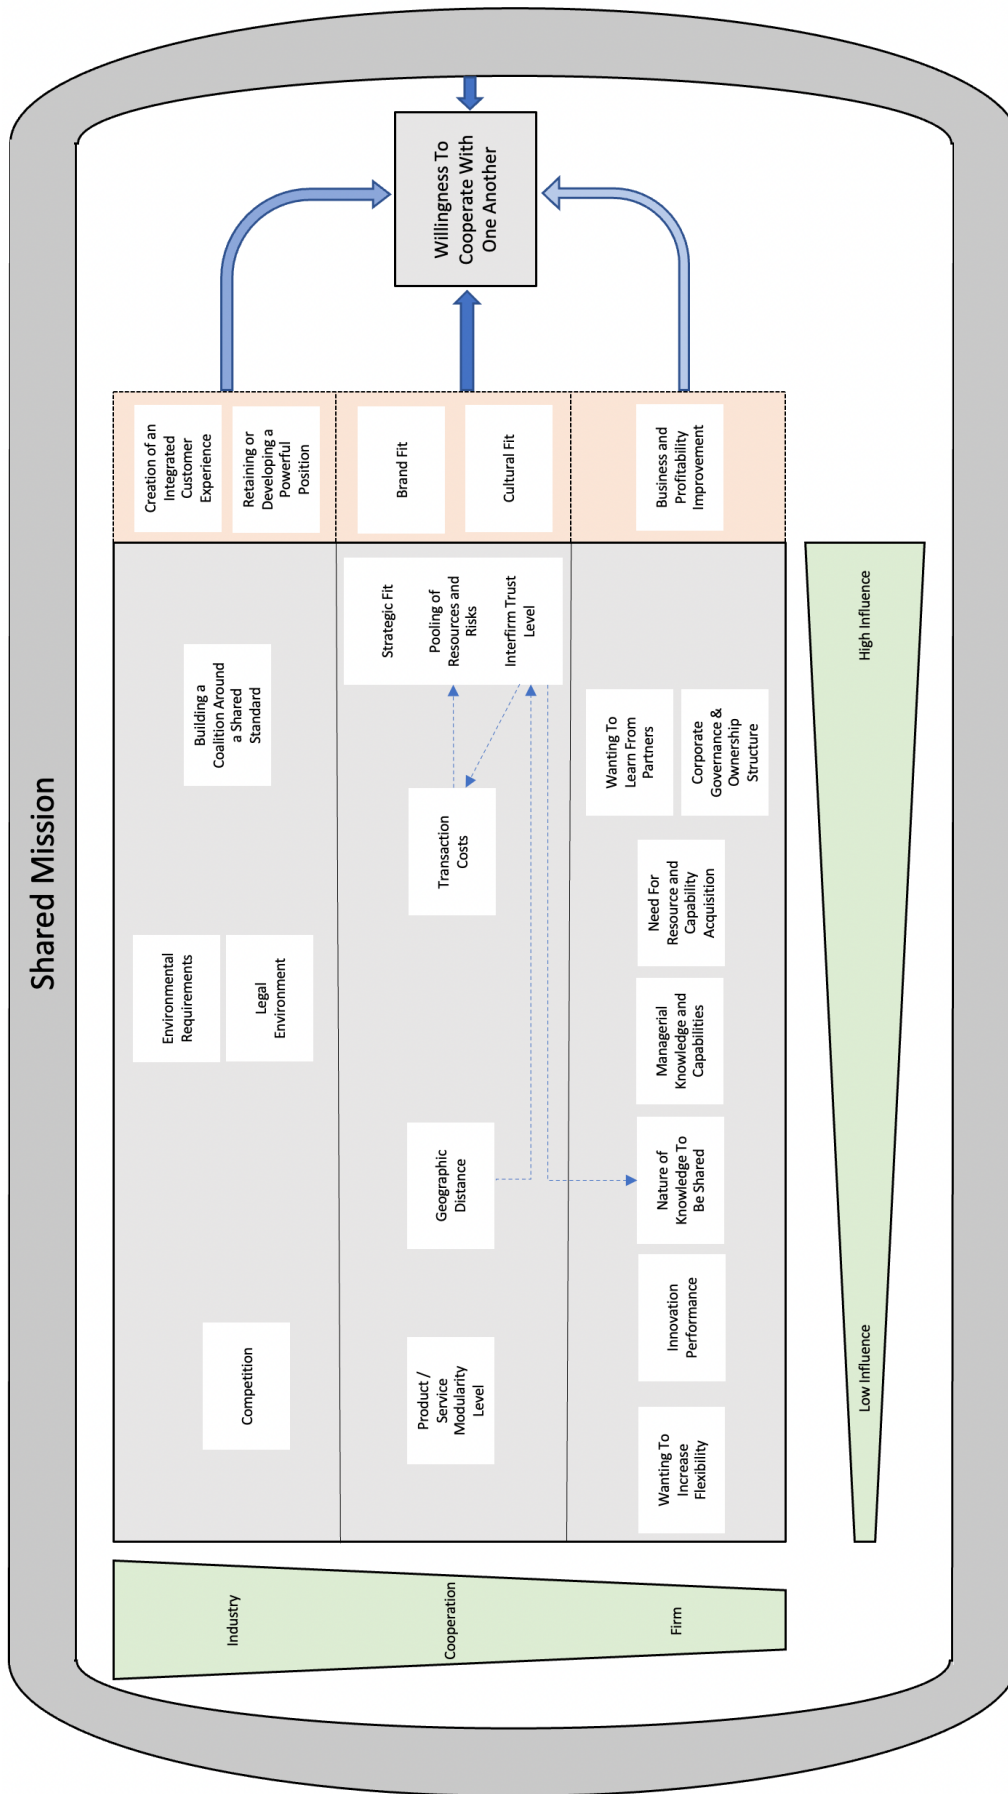 Shared Mission
Industry
Cooperation
Firm
Competition
Environmental
Requirements
Legal
Environment
Building a
Coalition Around
a Shared
Standard
Creation of an
Integrated
Customer
Experience
Retaining or
Developing a
Powerful
Position
Product /
Service
Modularity
Level
Geographic
Distance
Transaction
Costs
Strategic Fit
Pooling of
Resources and
Risks
Interfirm Trust
Level
Brand Fit
Cultural Fit
Wanting To
Increase
Flexibility
Innovation
Performance
Nature of
Knowledge To
Be Shared
Managerial
Knowledge and
Capabilities
Need For
Resource and
Capability
Acquisition
Wanting To
Learn From
Partners
Corporate
Governance &
Ownership
Structure
Business and
Profitability
Improvement
Willingness To
Cooperate With
One Another
Low Influence
High Influence